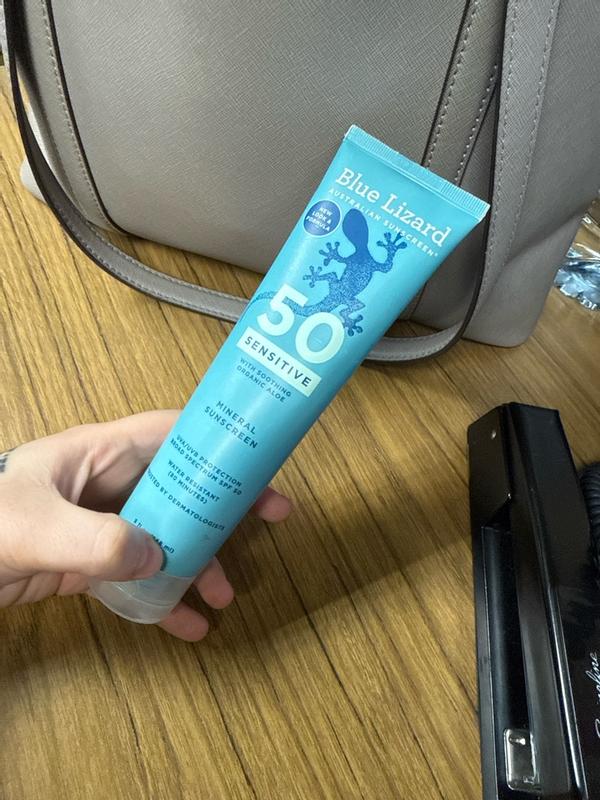 Blue Lizard
AUSTRALIAN SUNSCREEN®
NEW
LOOK &
FORMULA
50
SENSITIVE
WITH SOOTHING
ORGANIC ALOE
MINERAL
SUNSCREEN
UVA/UVB PROTECTION
BROAD SPECTRUM SPF 50
WATER RESISTANT
(80 MINUTES)
BY DERMATOLOGISTS
mL)